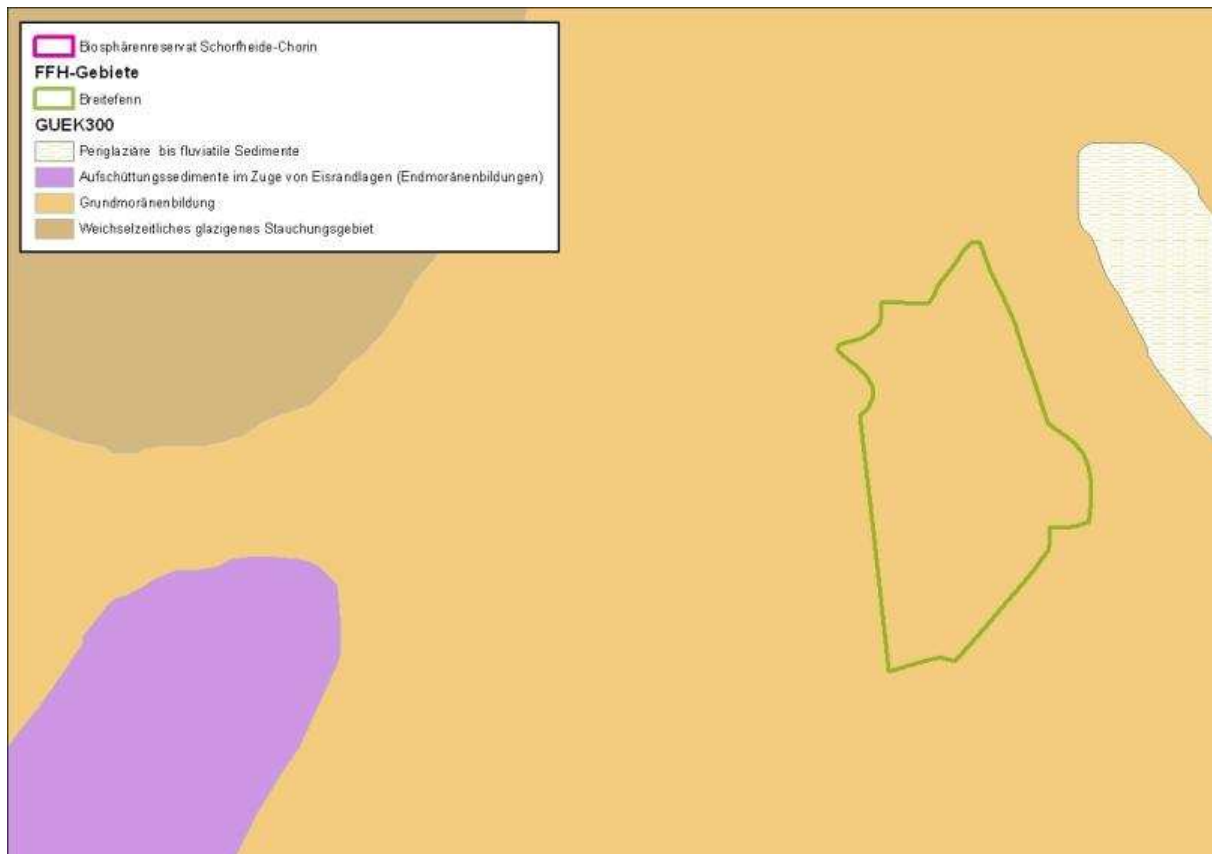 Biosphärenreservat Schorfheide-Chorin
FFH-Gebiete
Breitefenn
GUEK300
Periglaziäre bis fluviatile Sedimente
Aufschüttungssedimente im Zuge von Eisrandlagen (Endmoränenbildungen)
Grundmoränenbildung
Weichselzeitliches glazigenes Stauchungsgebiet